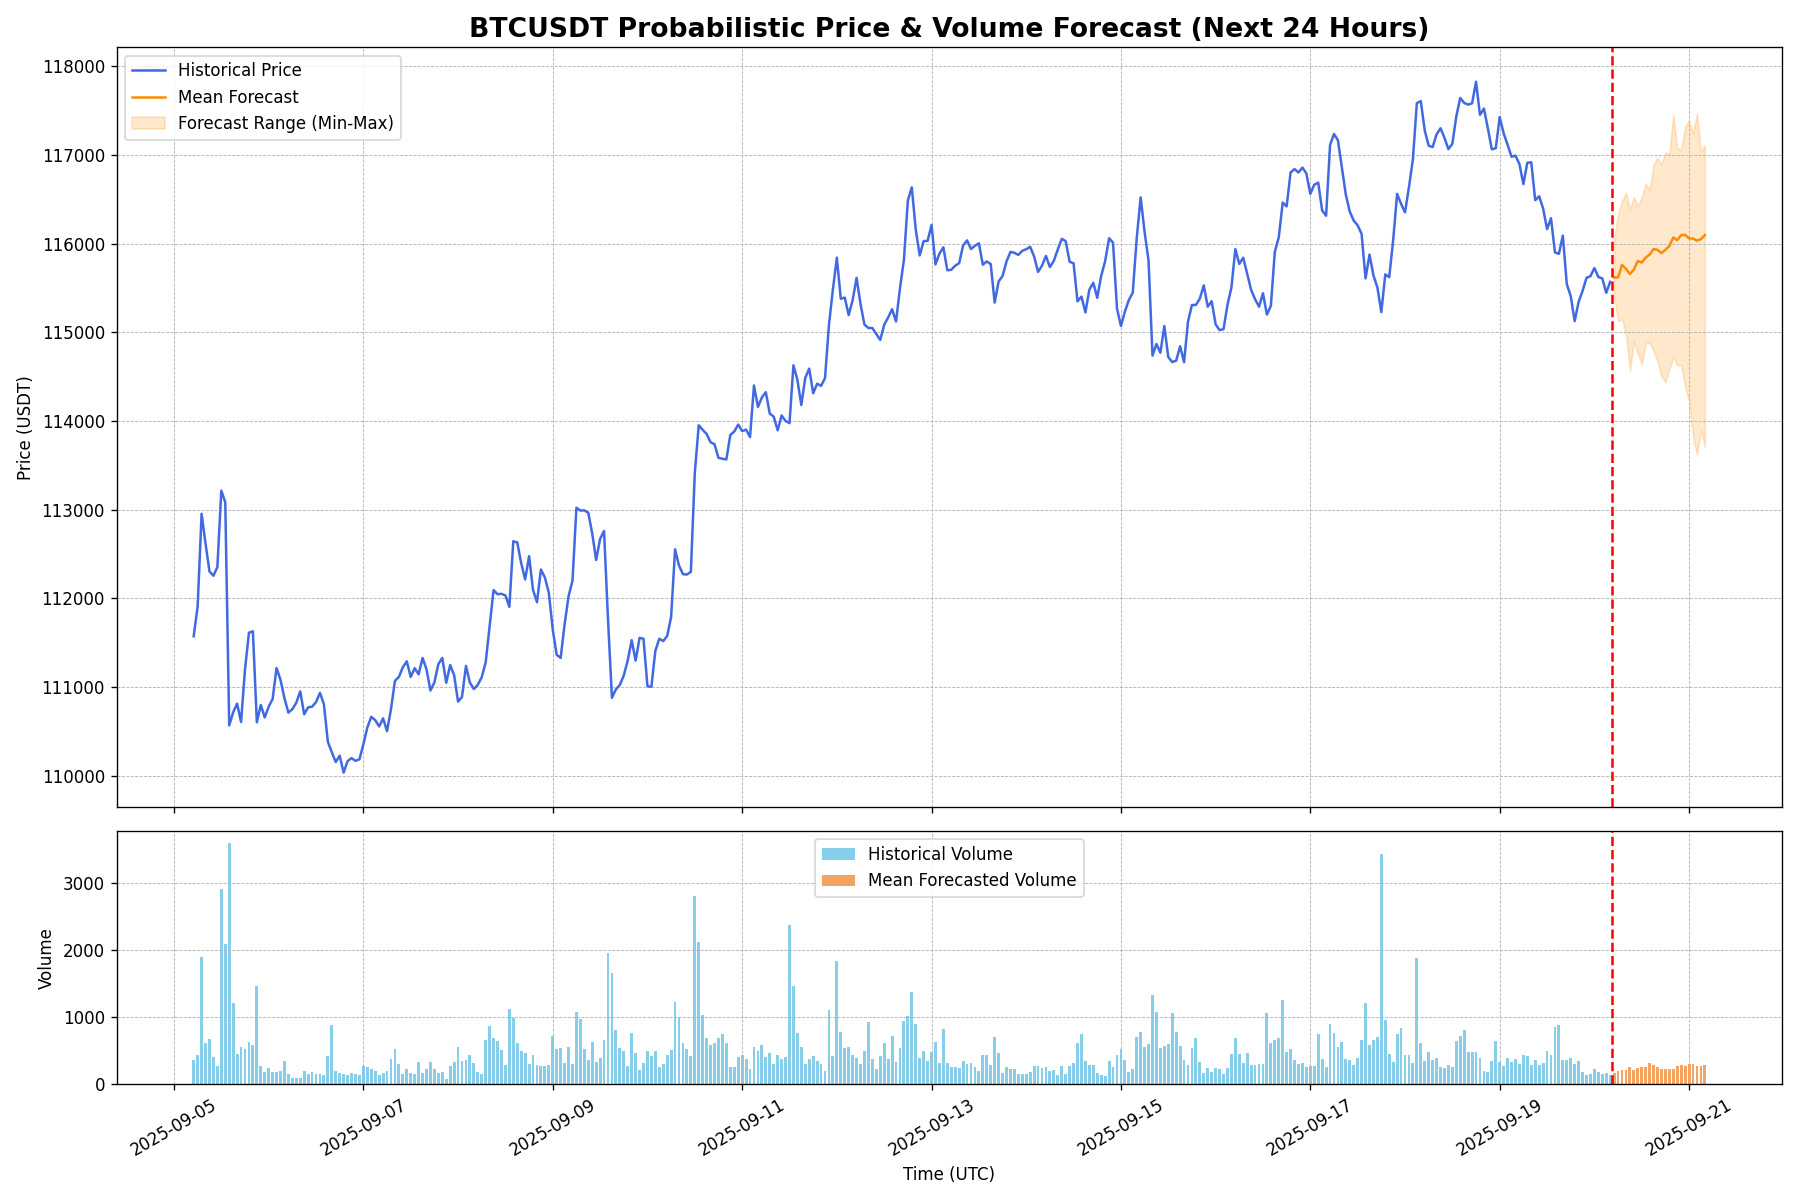 BTCUSDT Probabilistic Price & Volume Forecast (Next 24 Hours)
Historical Price
Mean Forecast
Forecast Range (Min-Max)
118000
117000
116000
115000
114000
113000
112000
111000
110000
Price (USDT)
Historical Volume
Mean Forecasted Volume
3000
2000
1000
0
Volume
2025-09-05
2025-09-07
2025-09-09
2025-09-11
2025-09-13
2025-09-15
2025-09-17
2025-09-19
2025-09-21
Time (UTC)